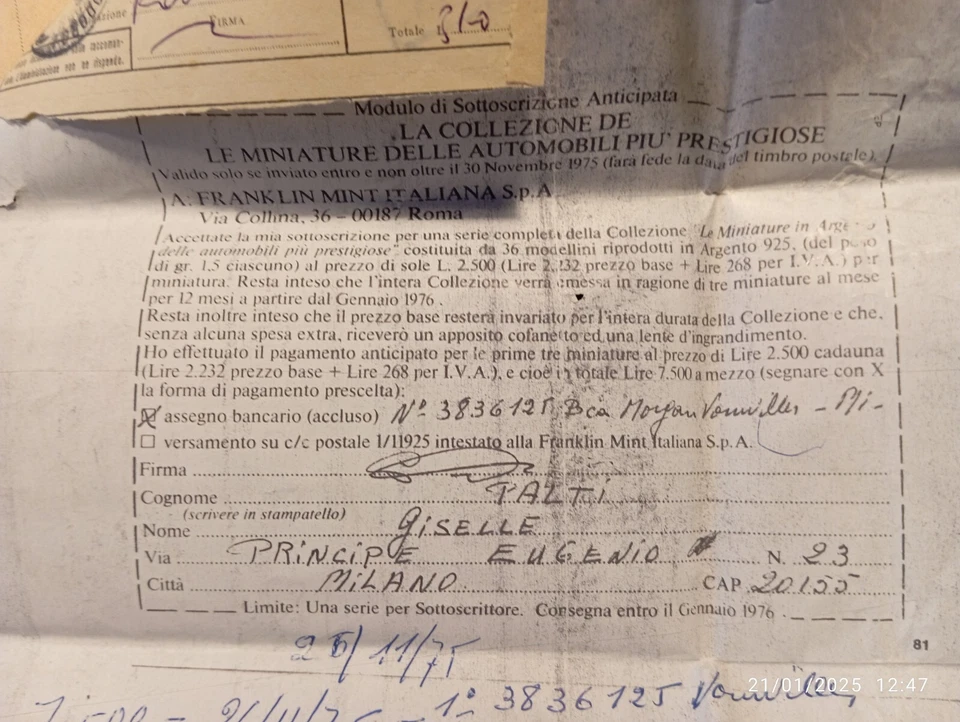 FIRMA
Totale
Modulo di Sottoscrizione Anticipata
LA COLLEZIONE DE
LE MINIATURE DELLE AUTOMOBILI PIU' PRESTIGIOSE
Valido solo se inviato entro e non oltre il 30 Novembre 1975 (farà fede la data del timbro postale)
A: FRANKLIN MINT ITALIANA S.p.A
Via Collina, 36 – 00187 Roma
Accettate la mia sottoscrizione per una serie completa della Collezione "Le Miniature in Argento
delle automobili più prestigiose" costituita da 36 modellini riprodotti in Argento 925, (del peso
di gr. 1.5 ciascuno) al prezzo di sole L. 2.500 (Lire 2.232 prezzo base + Lire 268 per I.V.A.) per
miniatura. Resta inteso che l'intera Collezione verrà emessa in ragione di tre miniature al mese
per 12 mesi a partire dal Gennaio 1976.
Resta inoltre inteso che il prezzo base resterà invariato per l'intera durata della Collezione e che,
senza alcuna spesa extra, riceverò un apposito cofanetto ed una lente d'ingrandimento.
Ho effettuato il pagamento anticipato per le prime tre miniature al prezzo di Lire 2.500 cadauna
(Lire 2.232 prezzo base + Lire 268 per I.V.A.), e cioè in totale Lire 7.500 a mezzo (segnare con X
la forma di pagamento prescelta):
assegno bancario (accluso) N° 3836125 Bca Morgan Vonwiller – Mi-
versamento su c/c postale 1/11925 intestato alla Franklin Mint Italiana S.p.A.
Firma
Cognome PALTI
(scrivere in stampatello)
Nome GISELLE
Via PRINCIPE EUGENIO N. 23
Città MILANO CAP 20155
Limite: Una serie per Sottoscrittore. Consegna entro il Gennaio 1976
81
/11/75
3836125 Vonwiller
21/01/2025 12:47